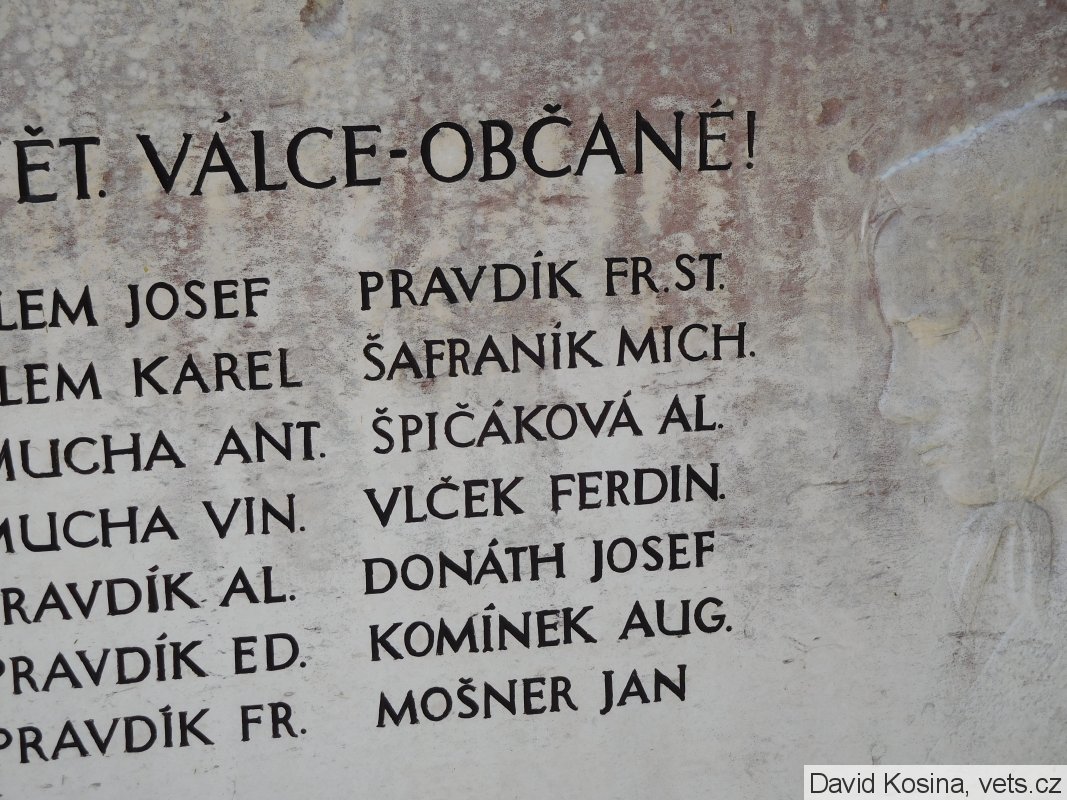 ĚT. VÁLCE-OBČANÉ!
LEM JOSEF
LEM KAREL
MUCHA ANT.
MUCHA VIN.
RAVDÍK AL.
PRAVDÍK ED.
PRAVDÍK FR.
PRAVDÍK FR.ST.
ŠAFRANÍK MICH.
ŠPIČÁKOVÁ AL.
VLČEK FERDIN.
DONÁTH JOSEF
KOMÍNEK AUG.
MOŠNER JAN
David Kosina, vets.cz